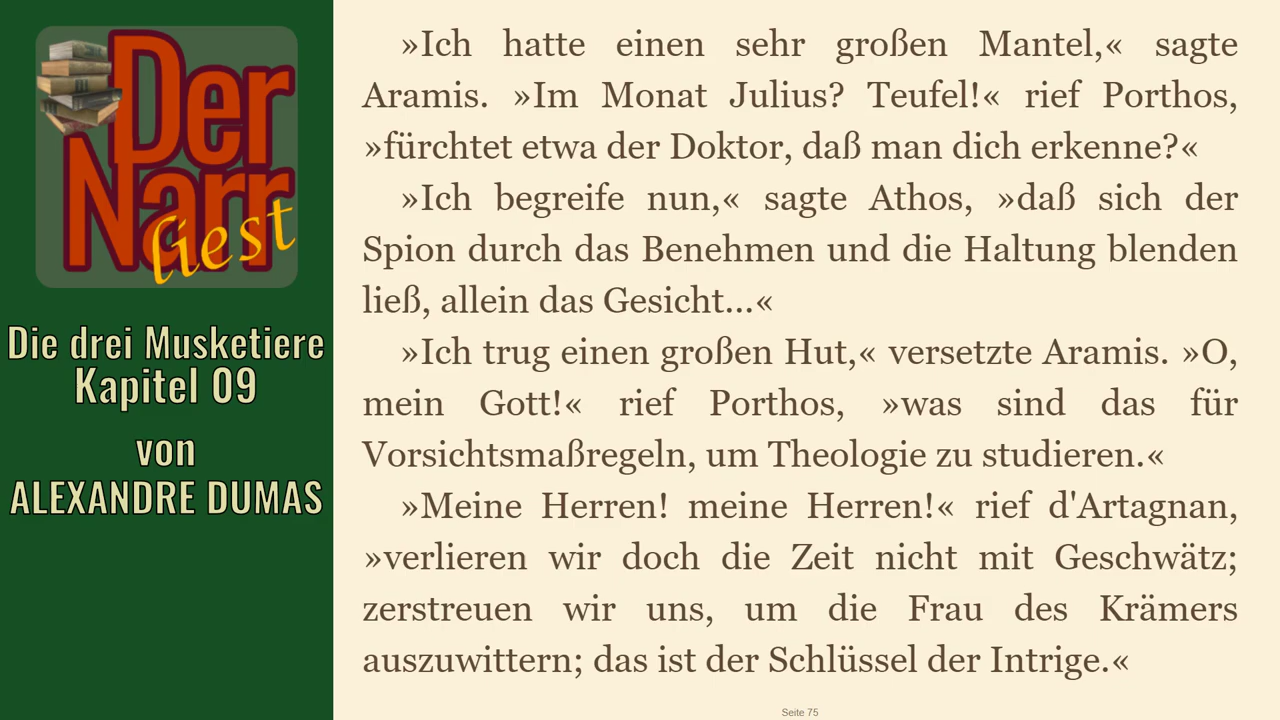 Der
Narr
liest
Die drei Musketiere
Kapitel 09
von
ALEXANDRE DUMAS
»Ich hatte einen sehr großen Mantel,« sagte
Aramis. »Im Monat Julius? Teufel!« rief Porthos,
»fürchtet etwa der Doktor, daß man dich erkenne?«
»Ich begreife nun,« sagte Athos, »daß sich der
Spion durch das Benehmen und die Haltung blenden
ließ, allein das Gesicht...«
»Ich trug einen großen Hut,« versetzte Aramis. »O,
mein Gott!« rief Porthos, »was sind das für
Vorsichtsmaßregeln, um Theologie zu studieren.«
»Meine Herren! meine Herren!« rief d'Artagnan,
»verlieren wir doch die Zeit nicht mit Geschwätz;
zerstreuen wir uns, um die Frau des Krämers
auszuwittern; das ist der Schlüssel der Intrige.«
Seite 75